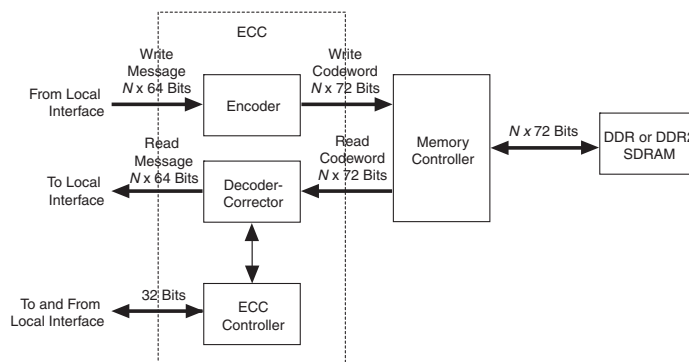 ECC
Write
Message
N x 64 Bits
Write
Codeword
N x 72 Bits
From Local
Interface
Encoder
Memory
Controller
N x 72 Bits
DDR or DDR2
SDRAM
Read
Message
N x 64 Bits
Read
Codeword
N x 72 Bits
To Local
Interface
Decoder-
Corrector
To and From
Local Interface
32 Bits
ECC
Controller